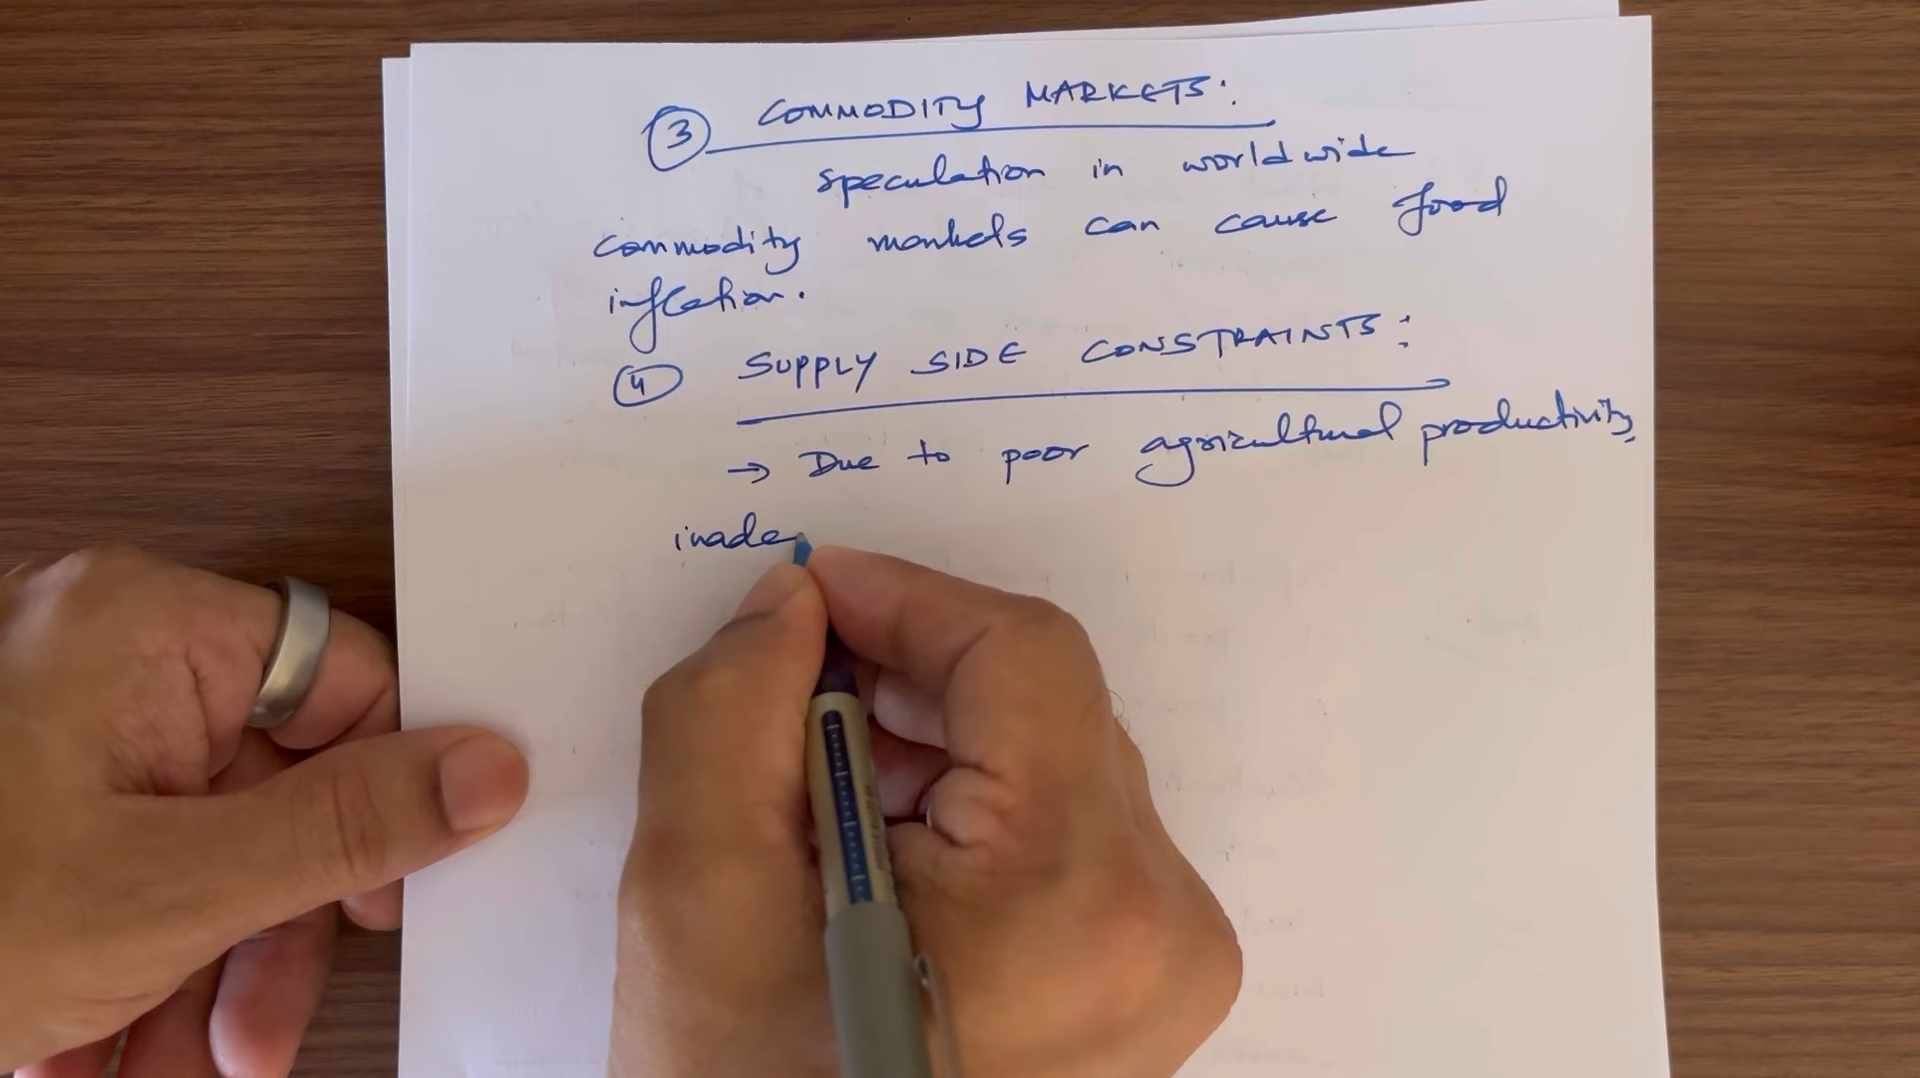 3 COMMODITY MARKETS:
speculation in worldwide
commodity markets can cause food
inflation.
4 SUPPLY SIDE CONSTRAINTS:
→ Due to poor agricultural productivity,
inade